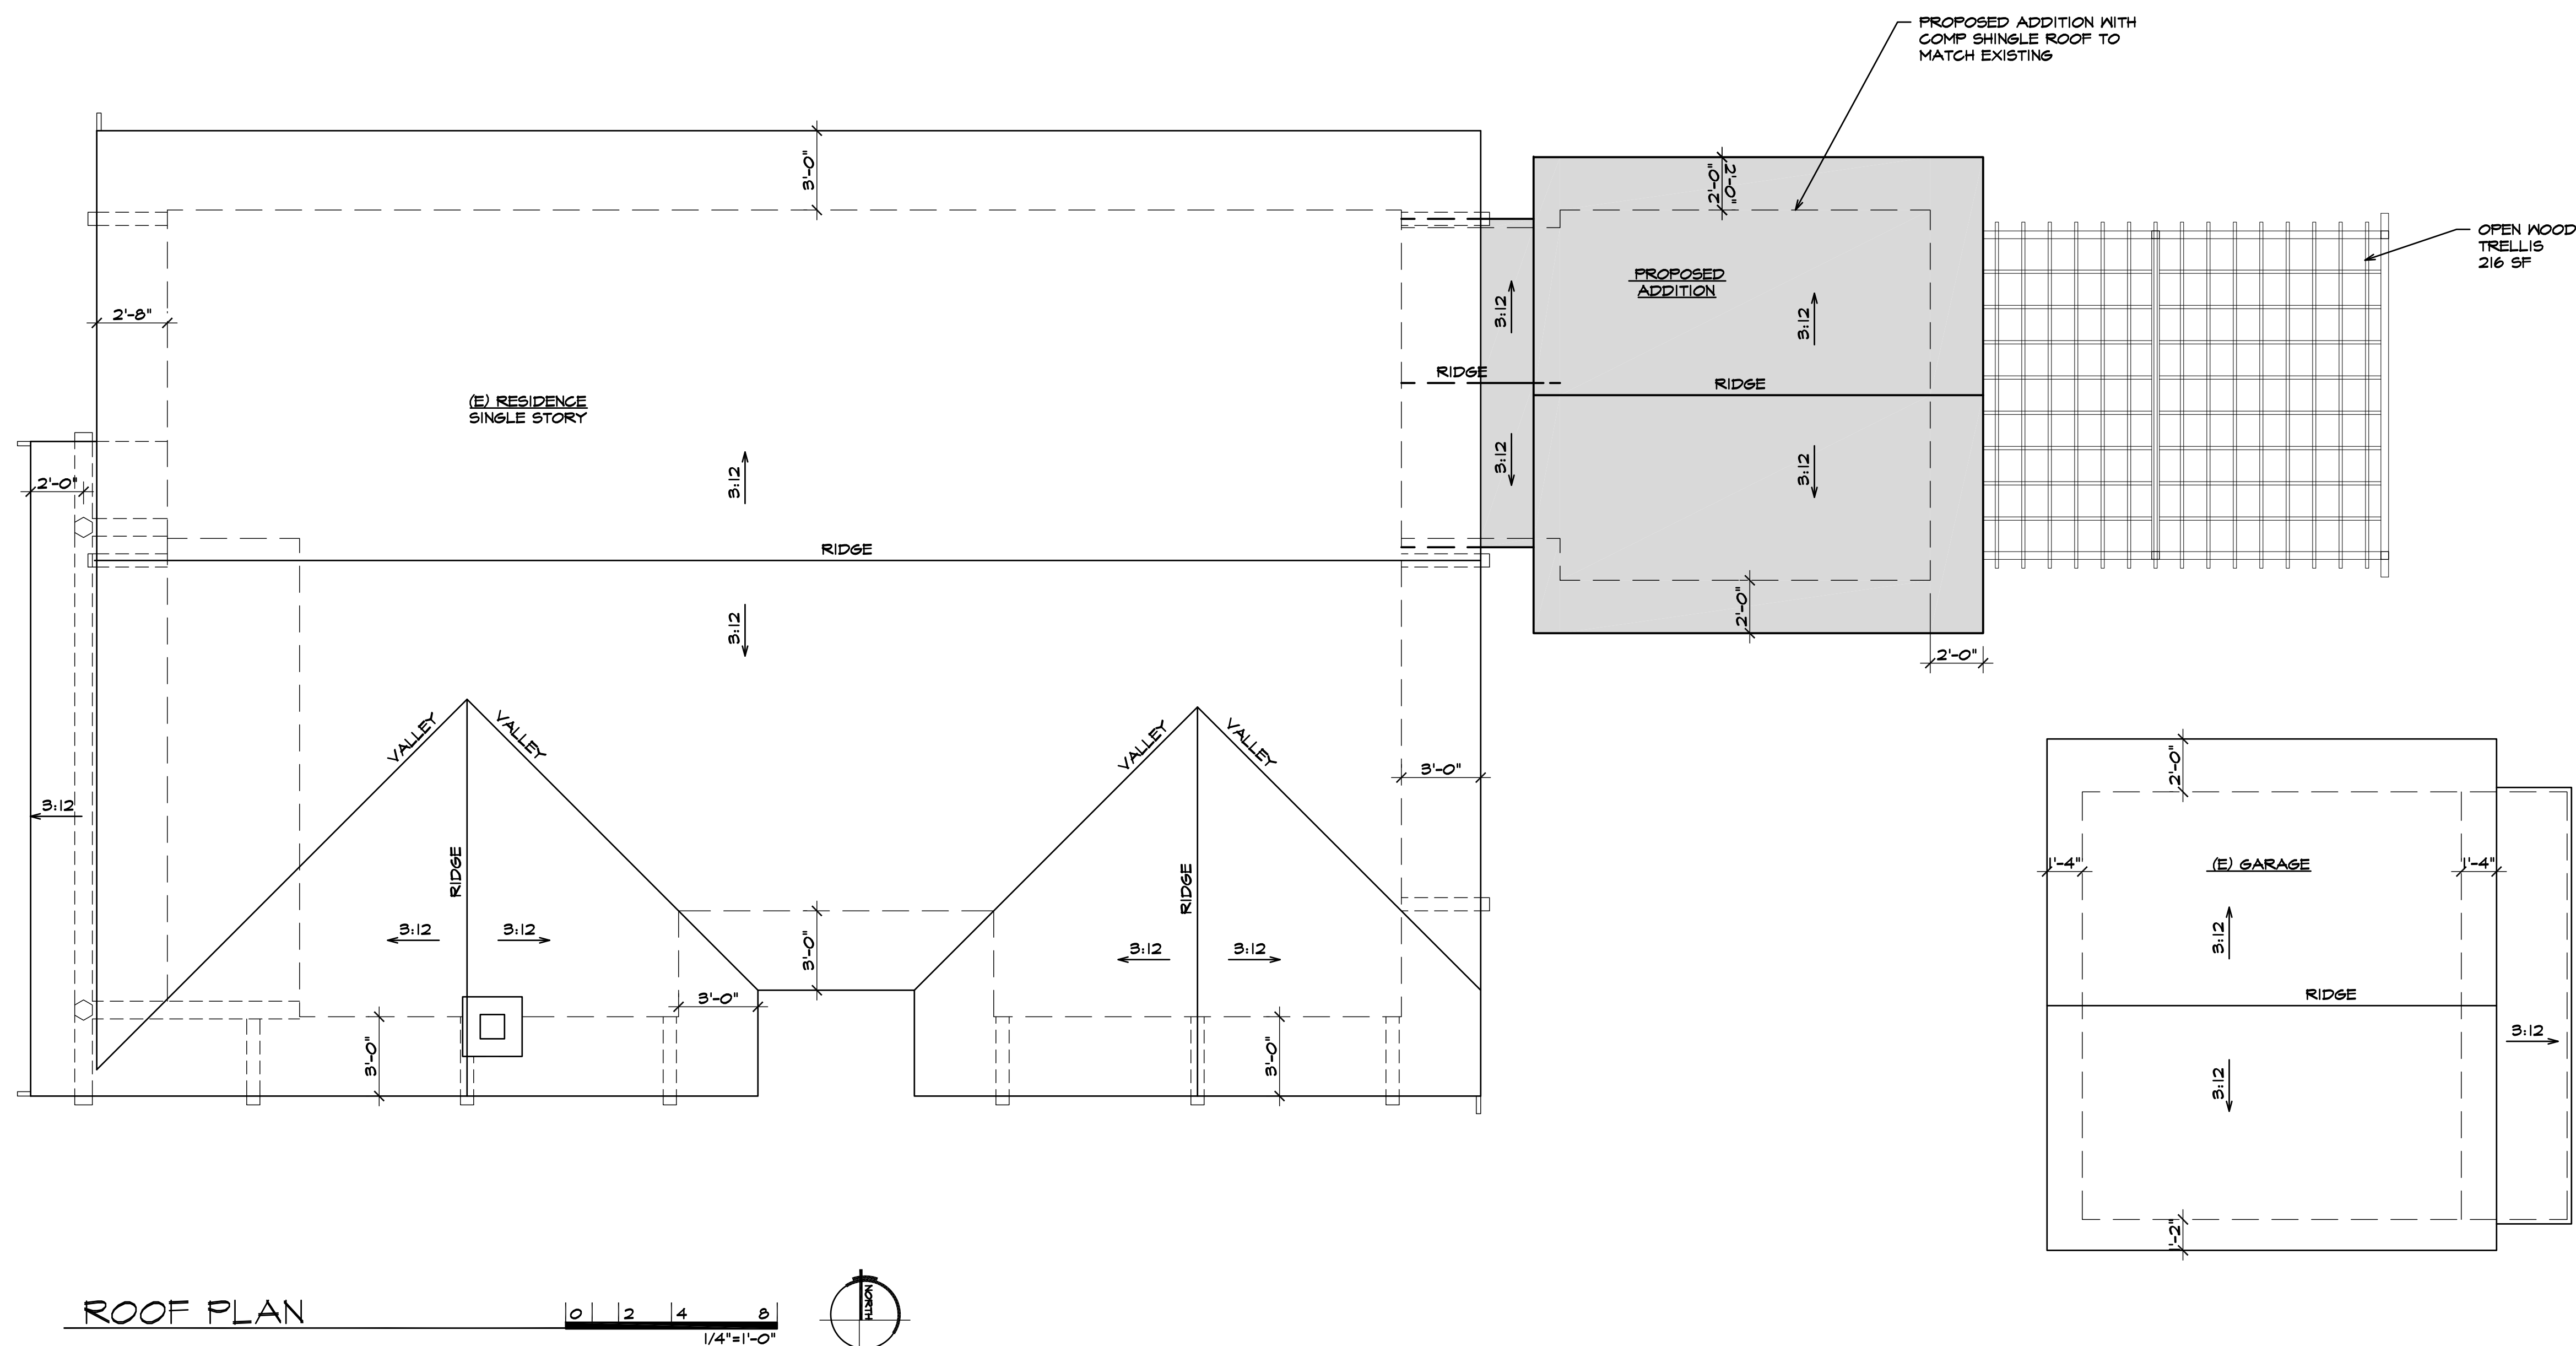 PROPOSED ADDITION WITH
COMP SHINGLE ROOF TO
MATCH EXISTING
3'-0"
2'-0"
2'-0"
OPEN WOOD
TRELLIS
216 SF
PROPOSED
ADDITION
3:12
3:12
2'-8"
RIDGE
RIDGE
(E) RESIDENCE
SINGLE STORY
3:12
3:12
3:12
2'-0"
RIDGE
3:12
2'-0"
2'-0"
VALLEY
VALLEY
VALLEY
VALLEY
3'-0"
2'-0"
3:12
1'-4"
(E) GARAGE
1'-4"
RIDGE
RIDGE
3:12
3:12
3:12
3:12
3:12
3'-0"
3'-0"
RIDGE
3:12
3'-0"
3'-0"
3:12
1'-2"
ROOF PLAN
0 2 4 8
1/4"=1'-0"
NORTH